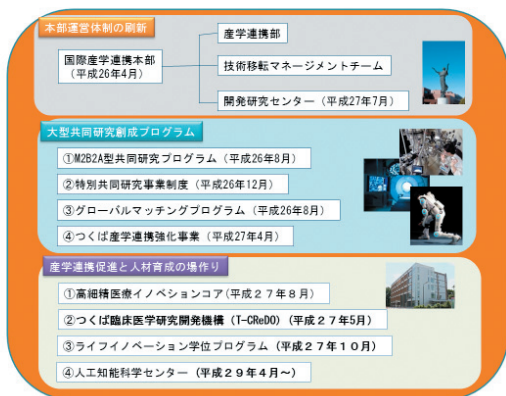 本部運営体制の刷新
国際産学連携本部
（平成26年4月）
産学連携部
技術移転マネージメントチーム
開発研究センター（平成27年7月）
大型共同研究創成プログラム
①M2B2A型共同研究プログラム（平成26年8月）
②特別共同研究事業制度（平成26年12月）
③グローバルマッチングプログラム（平成26年8月）
④つくば産学連携強化事業（平成27年4月）
産学連携促進と人材育成の場作り
①高細精医療イノベションコア(平成２７年８月)
②つくば臨床医学研究開発機構（T-CReDO）（平成27年5月）
③ライフイノベーション学位プログラム（平成２７年１０月）
④人工知能科学センター（平成２９年４月～）